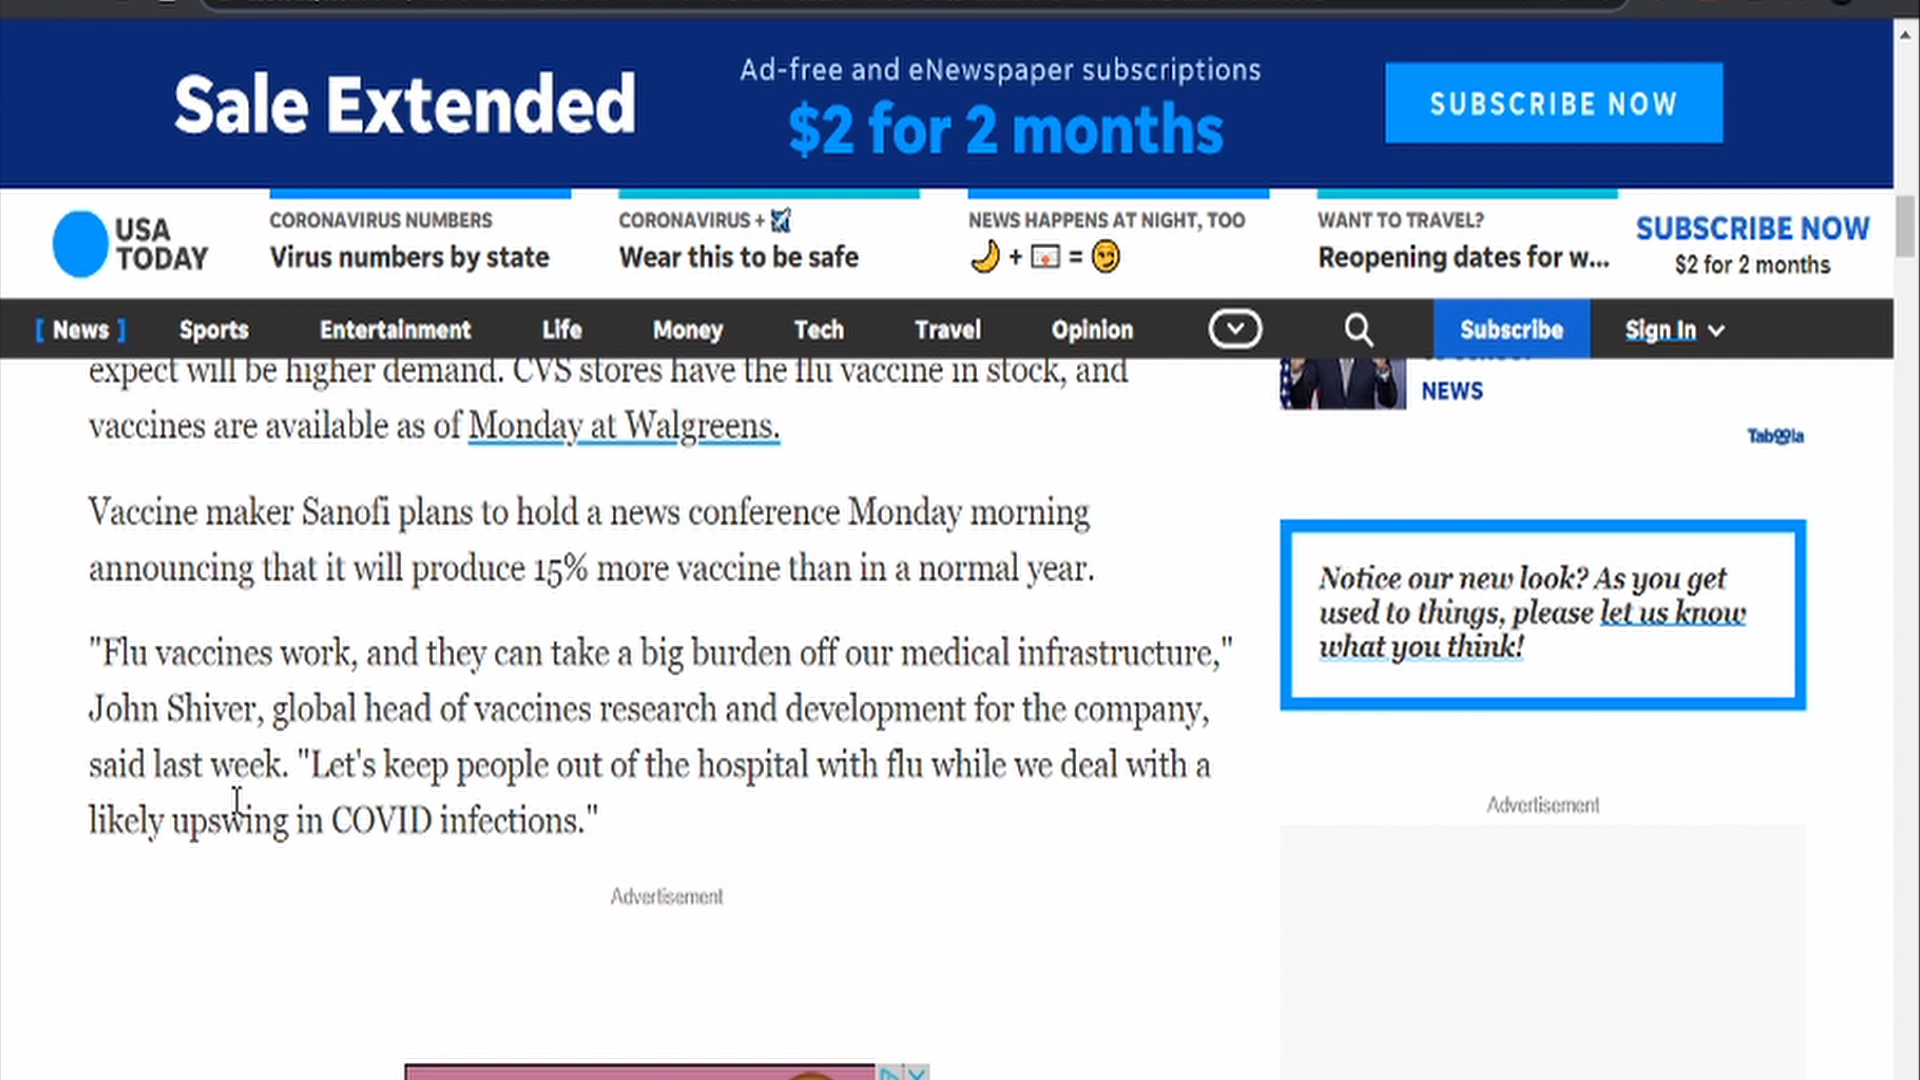 Sale Extended
Ad-free and eNewspaper subscriptions
$2 for 2 months
SUBSCRIBE NOW
USA
TODAY
CORONAVIRUS NUMBERS
Virus numbers by state
CORONAVIRUS +
Wear this to be safe
NEWS HAPPENS AT NIGHT, TOO
+ =
WANT TO TRAVEL?
Reopening dates for w...
SUBSCRIBE NOW
$2 for 2 months
[ News ] Sports Entertainment Life Money Tech Travel Opinion Subscribe Sign In
expect will be higher demand. CVS stores have the flu vaccine in stock, and
vaccines are available as of Monday at Walgreens.
Vaccine maker Sanofi plans to hold a news conference Monday morning
announcing that it will produce 15% more vaccine than in a normal year.
"Flu vaccines work, and they can take a big burden off our medical infrastructure,"
John Shiver, global head of vaccines research and development for the company,
said last week. "Let's keep people out of the hospital with flu while we deal with a
likely upswing in COVID infections."
Advertisement
NEWS
Taboola
Notice our new look? As you get
used to things, please let us know
what you think!
Advertisement